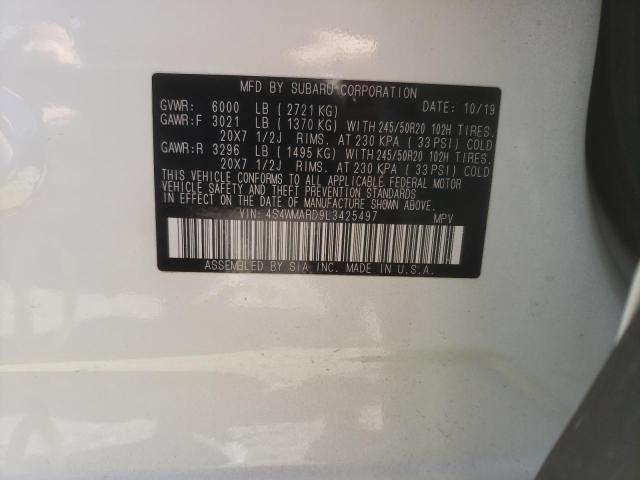 MFD BY SUBARU CORPORATION
GVWR: 6000 LB ( 2721 KG) DATE: 10/19
GAWR:F 3021 LB ( 1370 KG) WITH 245/50R20 102H TIRES,
20X7 1/2J RIMS, AT 230 KPA ( 33 PSI) COLD
GAWR:R 3296 LB ( 1495 KG) WITH 245/50R20 102H TIRES,
20X7 1/2J RIMS, AT 230 KPA ( 33 PSI) COLD
THIS VEHICLE CONFORMS TO ALL APPLICABLE FEDERAL MOTOR
VEHICLE SAFETY AND THEFT PREVENTION STANDARDS
IN EFFECT ON THE DATE OF MANUFACTURE SHOWN ABOVE.
VIN: 4S4WMARD9L3425497 MPV
ASSEMBLED BY SIA INC. MADE IN U.S.A.